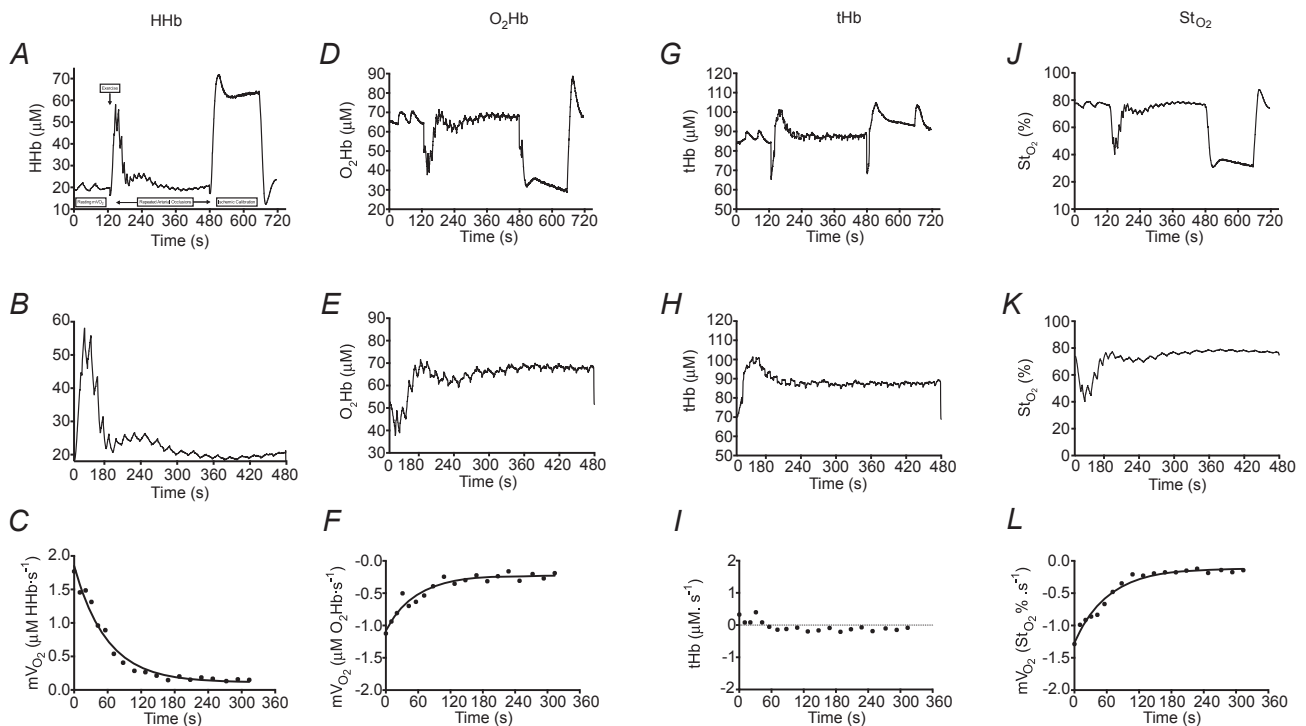 HHb
O2Hb
tHb
StO2
A
HHb (µM)
70
60
50
40
30
20
10
Exercise
Resting mVO2
Repeated Arterial Occlusions
Ischemic Calibration
0 120 240 360 480 600 720
Time (s)
D
O2Hb (µM)
90
80
70
60
50
40
30
20
0 120 240 360 480 600 720
Time (s)
G
tHb (µM)
120
110
100
90
80
70
60
50
0 120 240 360 480 600 720
Time (s)
J
StO2 (%)
100
80
60
40
20
0
0 120 240 360 480 600 720
Time (s)
B
60
50
40
30
20
0 120 240 360 480
Time (s)
E
O2Hb (µM)
90
80
70
60
50
40
30
0 180 240 300 360 420 480
Time (s)
H
tHb (µM)
120
110
100
90
80
70
60
50
0 180 240 300 360 420 480
Time (s)
K
StO2 (%)
100
80
60
40
20
0
0 180 240 300 360 420 480
Time (s)
C
mVO2 (µM HHb·s-1)
2.0
1.5
1.0
0.5
0.0
0 60 120 180 240 300 360
Time (s)
F
mVO2 (µM O2Hb·s-1)
-0.0
-0.5
-1.0
-1.5
-2.0
0 60 120 180 240 300 360
Time (s)
I
tHb (µM. s-1)
2
1
0
-1
-2
0 60 120 180 240 300 360
Time (s)
L
mVO2 (StO2 % .s-1)
-0.0
-0.5
-1.0
-1.5
-2.0
0 60 120 180 240 300 360
Time (s)